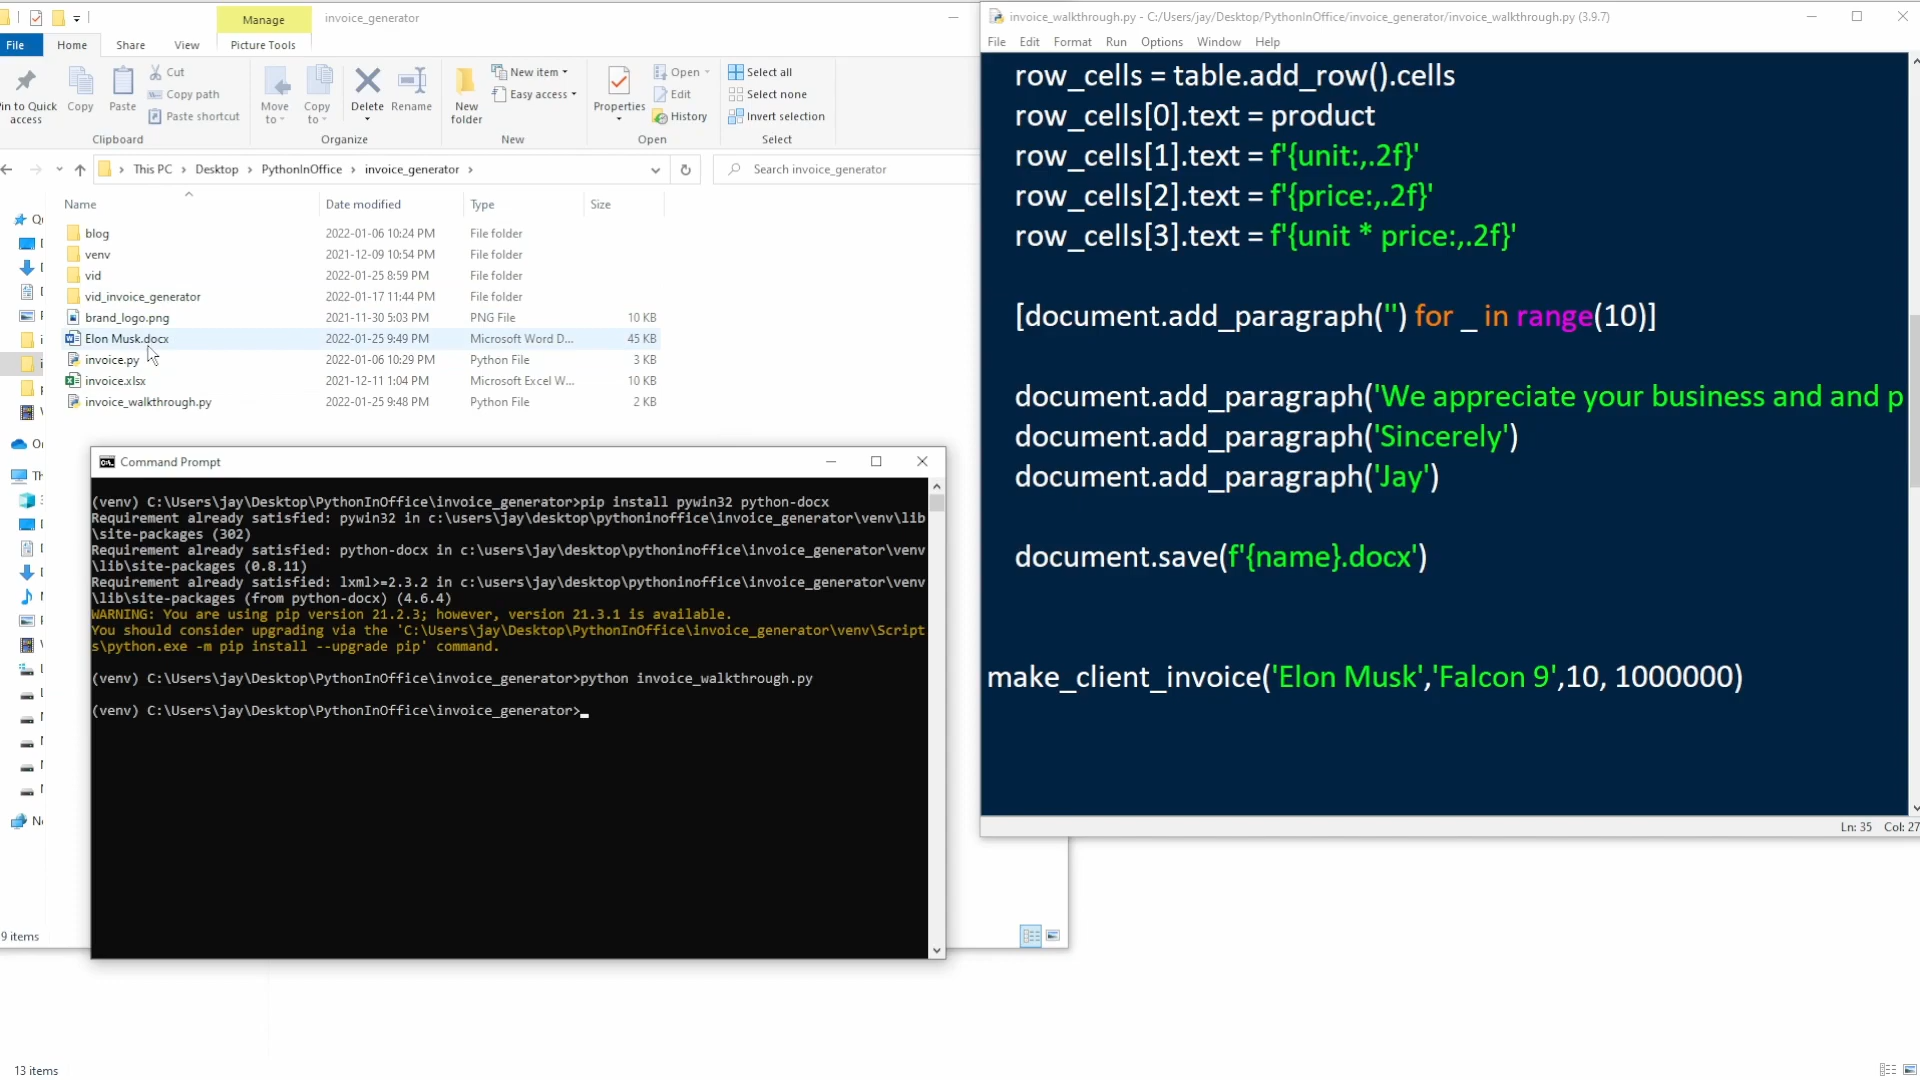 Manage
invoice_generator
File
Home
Share
View
Picture Tools
Pin to Quick access
Copy
Paste
Cut
Copy path
Paste shortcut
Move to
Copy to
Delete
Rename
New folder
New item
Easy access
Properties
Open
Edit
History
Select all
Select none
Invert selection
Clipboard
Organize
New
Open
Select
This PC
Desktop
PythonInOffice
invoice_generator
Search invoice_generator
Name
Date modified
Type
Size
blog 2022-01-06 10:24 PM File folder
venv 2021-12-09 10:54 PM File folder
vid 2022-01-25 8:59 PM File folder
vid_invoice_generator 2022-01-17 11:44 PM File folder
brand_logo.png 2021-11-30 5:03 PM PNG File 10 KB
Elon Musk.docx 2022-01-25 9:49 PM Microsoft Word D... 45 KB
invoice.py 2022-01-06 10:29 PM Python File 3 KB
invoice.xlsx 2021-12-11 1:04 PM Microsoft Excel W... 10 KB
invoice_walkthrough.py 2022-01-25 9:48 PM Python File 2 KB
9 items
13 items
Command Prompt
(venv) C:\Users\jay\Desktop\PythonInOffice\invoice_generator>pip install pywin32 python-docx
Requirement already satisfied: pywin32 in c:\users\jay\desktop\pythoninoffice\invoice_generator\venv\lib
\site-packages (302)
Requirement already satisfied: python-docx in c:\users\jay\desktop\pythoninoffice\invoice_generator\venv
\lib\site-packages (0.8.11)
Requirement already satisfied: lxml>=2.3.2 in c:\users\jay\desktop\pythoninoffice\invoice_generator\venv
\lib\site-packages (from python-docx) (4.6.4)
WARNING: You are using pip version 21.2.3; however, version 21.3.1 is available.
You should consider upgrading via the 'C:\Users\jay\Desktop\PythonInOffice\invoice_generator\venv\Script
s\python.exe -m pip install --upgrade pip' command.
(venv) C:\Users\jay\Desktop\PythonInOffice\invoice_generator>python invoice_walkthrough.py
(venv) C:\Users\jay\Desktop\PythonInOffice\invoice_generator>
invoice_walkthrough.py - C:/Users/jay/Desktop/PythonInOffice/invoice_generator/invoice_walkthrough.py (3.9.7)
File Edit Format Run Options Window Help
row_cells = table.add_row().cells
row_cells[0].text = product
row_cells[1].text = f'{unit:,.2f}'
row_cells[2].text = f'{price:,.2f}'
row_cells[3].text = f'{unit * price:,.2f}'
[document.add_paragraph('') for _ in range(10)]
document.add_paragraph('We appreciate your business and and p
document.add_paragraph('Sincerely')
document.add_paragraph('Jay')
document.save(f'{name}.docx')
make_client_invoice('Elon Musk','Falcon 9',10, 1000000)
Ln: 35 Col: 27